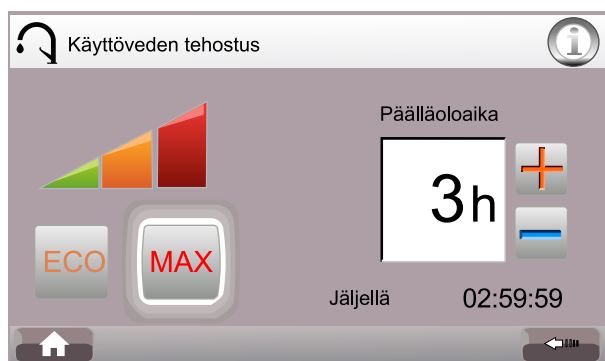 Käyttöveden tehostus
i
Päälläoloaika
3h
ECO
MAX
Jäljellä 02:59:59